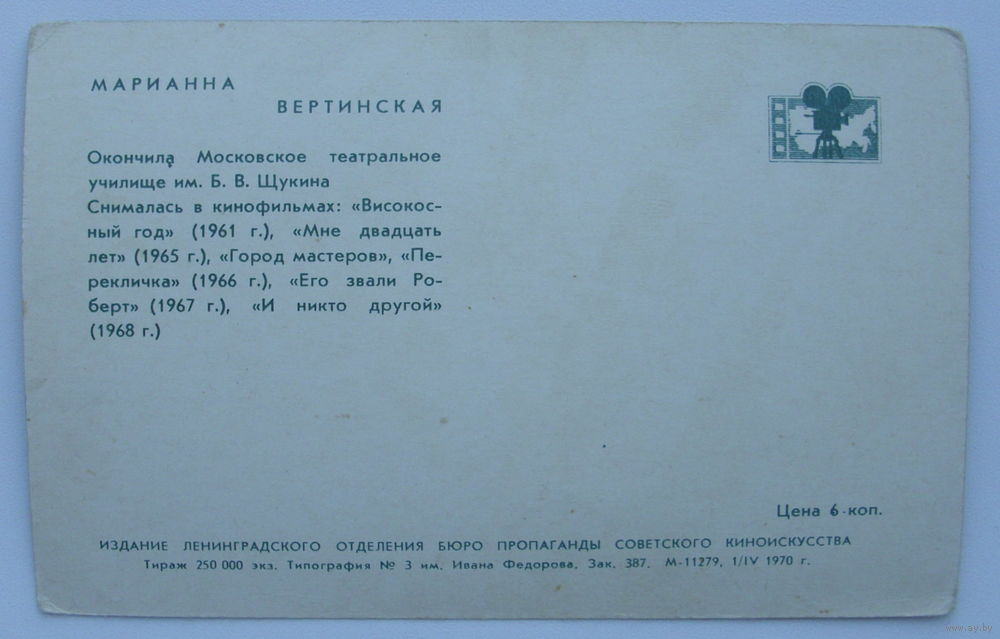 МАРИАННА
ВЕРТИНСКАЯ
Окончила Московское театральное
училище им. Б. В. Щукина
Снималась в кинофильмах: «Високос-
ный год» (1961 г.), «Мне двадцать
лет» (1965 г.), «Город мастеров», «Пе-
рекличка» (1966 г.), «Его звали Ро-
берт» (1967 г.), «И никто другой»
(1968 г.)
Цена 6 коп.
ИЗДАНИЕ ЛЕНИНГРАДСКОГО ОТДЕЛЕНИЯ БЮРО ПРОПАГАНДЫ СОВЕТСКОГО КИНОИСКУССТВА
Тираж 250 000 экз. Типография № 3 им. Ивана Федорова. Зак. 387. М-11279, 1/IV 1970 г.
www.ay.by